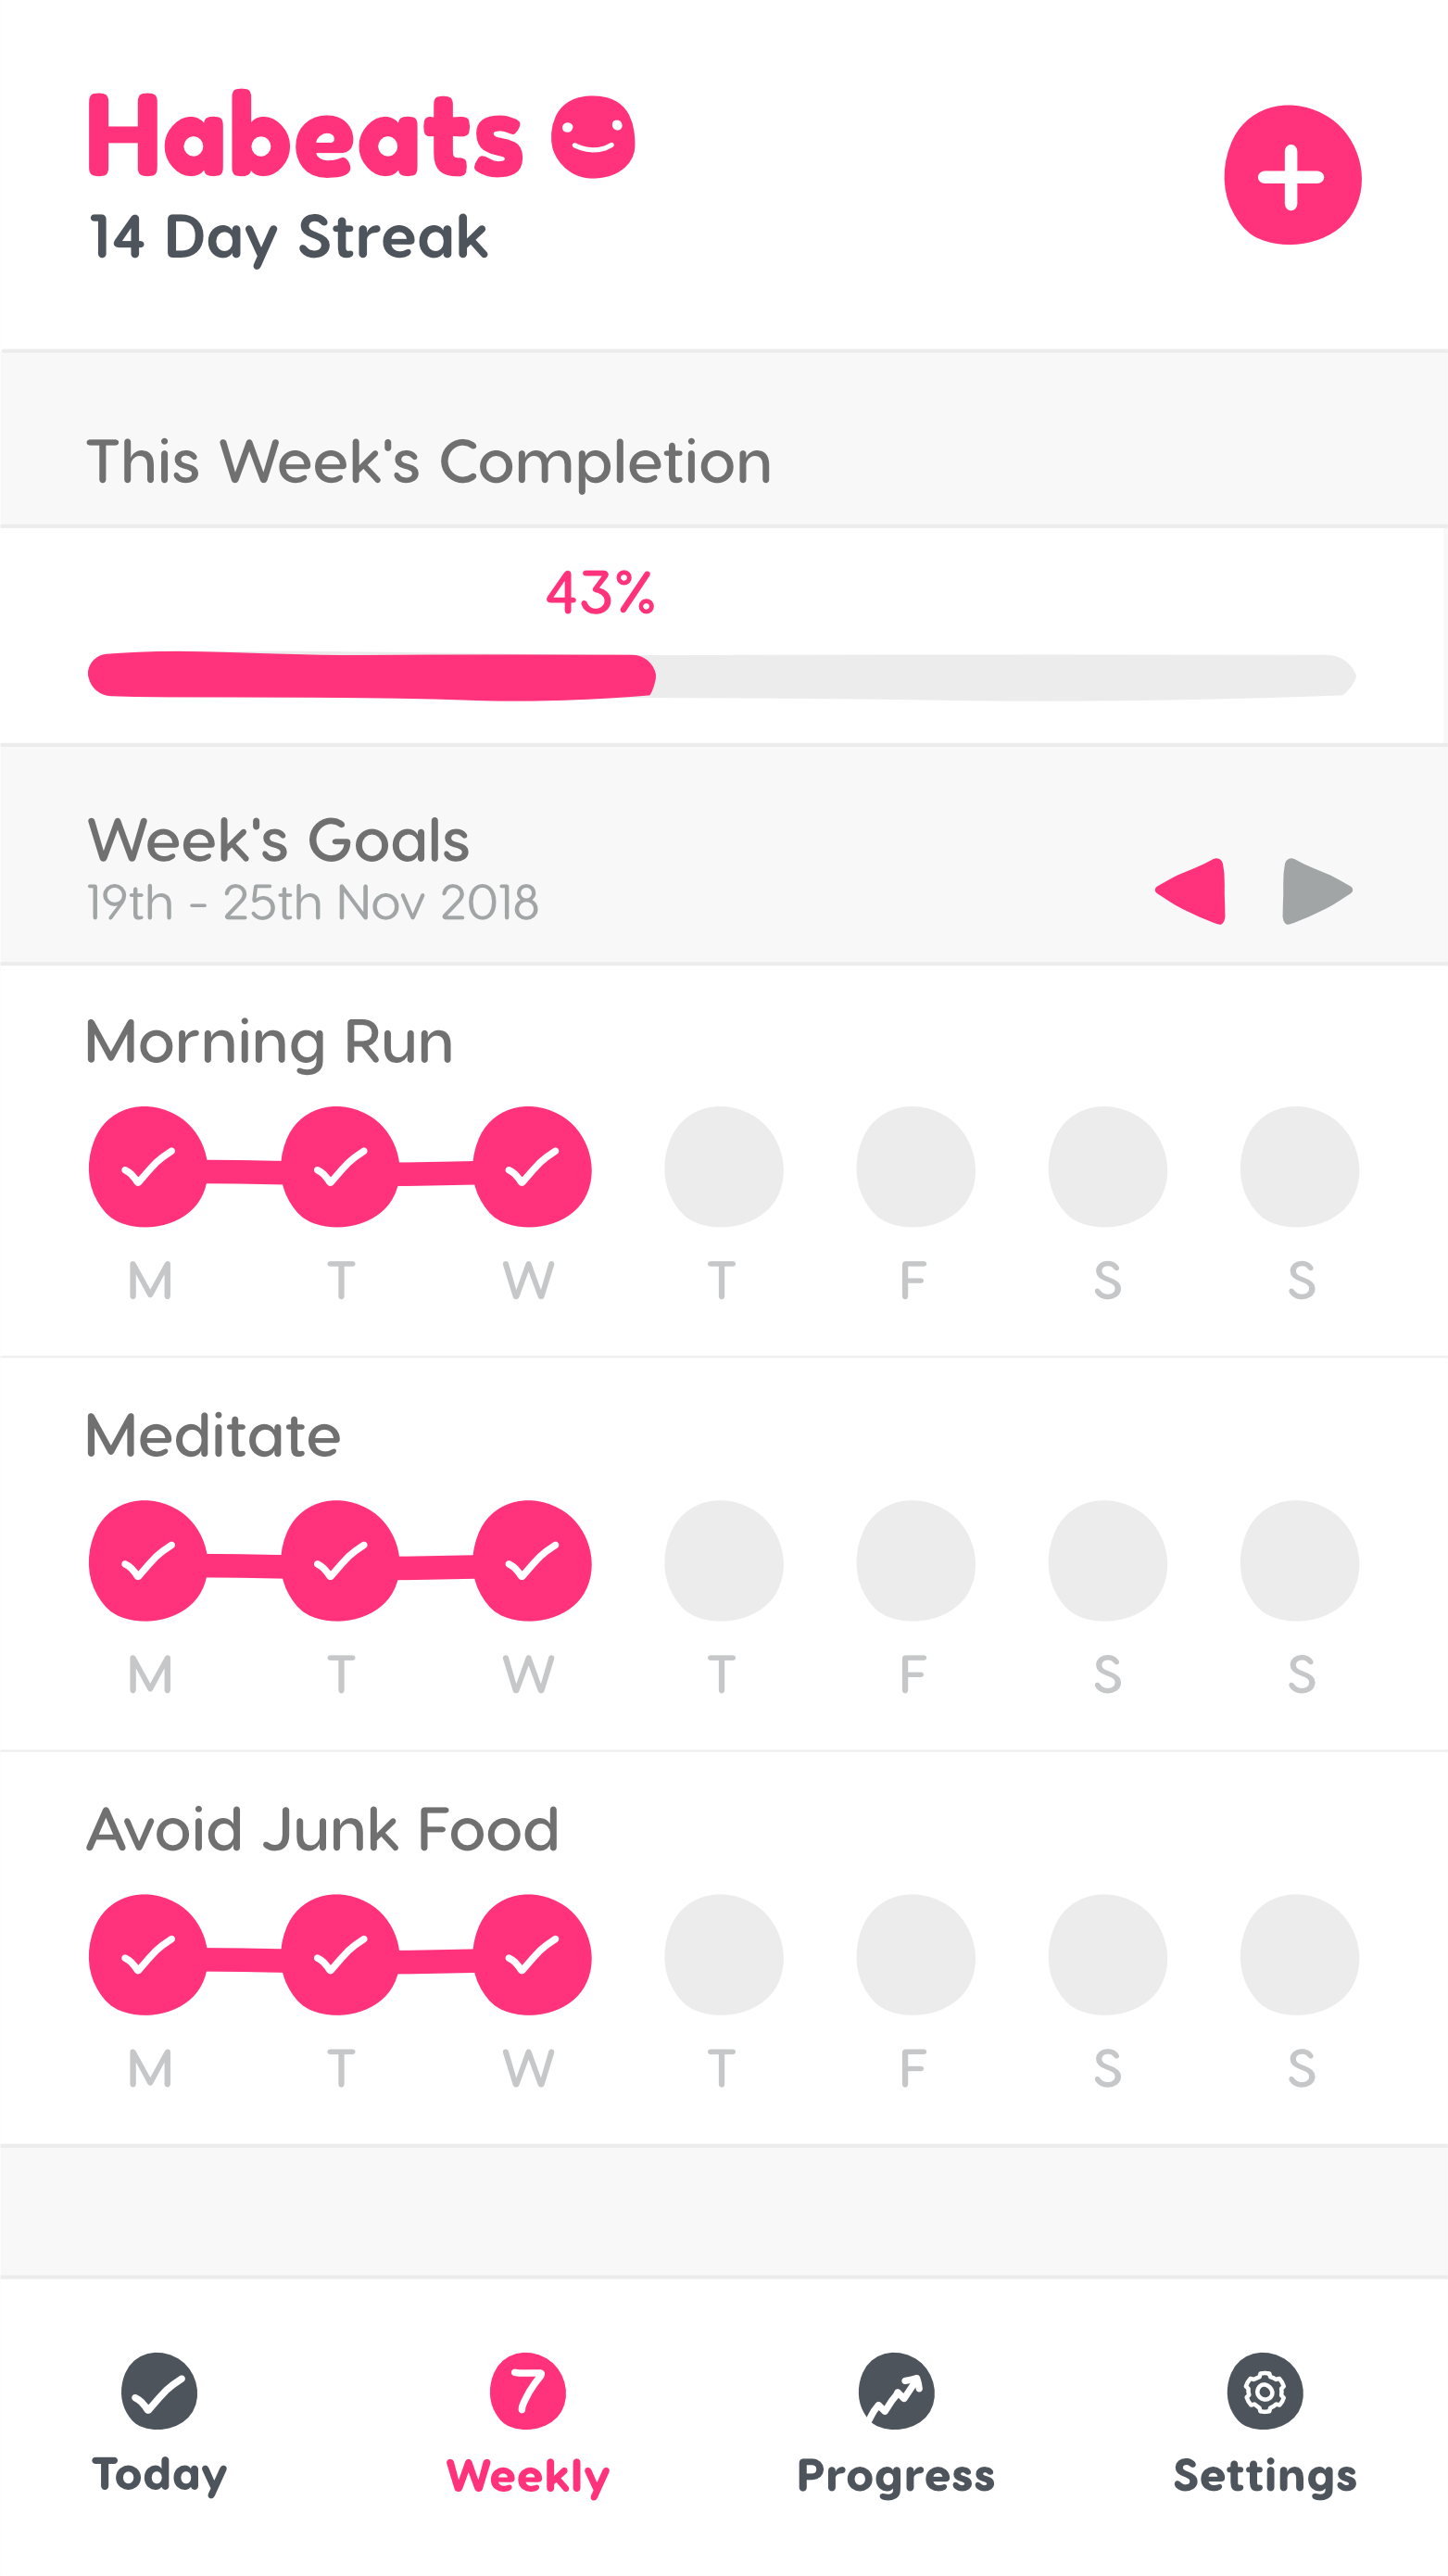 Habeats
14 Day Streak
This Week's Completion
43%
Week's Goals
19th - 25th Nov 2018
Morning Run
M T W T F S S
Meditate
M T W T F S S
Avoid Junk Food
M T W T F S S
7
Today Weekly Progress Settings